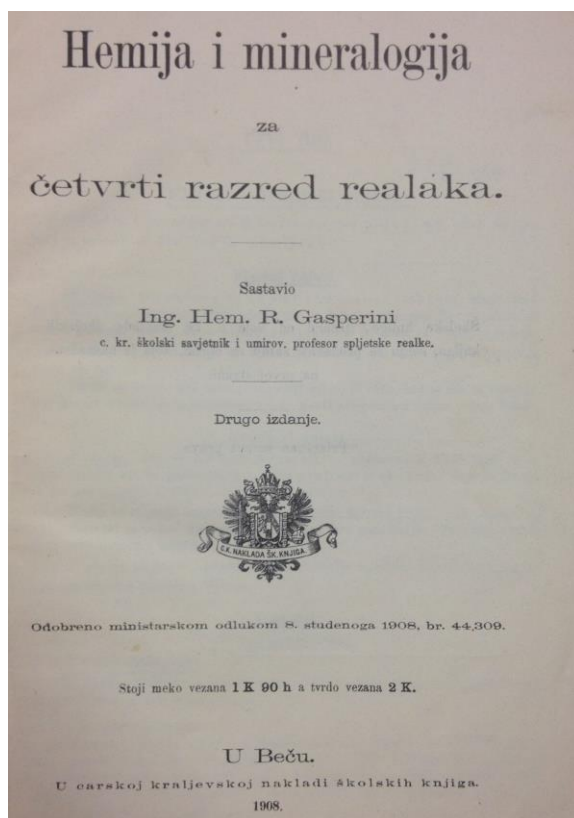 Hemija i mineralogija
za
četvrti razred realaka.
Sastavio
Ing. Hem. R. Gasperini
c. kr. školski savjetnik i umirov. profesor spljetske realke.
Drugo izdanje.
C.K. NAKLADA ŠK. KNJIGA.
Odobreno ministarskom odlukom 8. studenoga 1908, br. 44.309.
Stoji meko vezana 1 K 90 h a tvrdo vezana 2 K.
U Beču.
U carskoj kraljevskoj nakladi školskih knjiga.
1908.